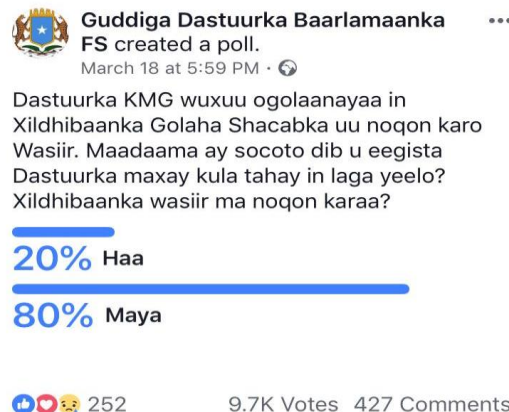 Guddiga Dastuurka Baarlamaanka
FS created a poll.
March 18 at 5:59 PM ·
Dastuurka KMG wuxuu ogolaanayaa in
Xildhibaanka Golaha Shacabka uu noqon karo
Wasiir. Maadaama ay socoto dib u eegista
Dastuurka maxay kula tahay in laga yeelo?
Xildhibaanka wasiir ma noqon karaa?
20% Haa
80% Maya
252 9.7K Votes 427 Comments